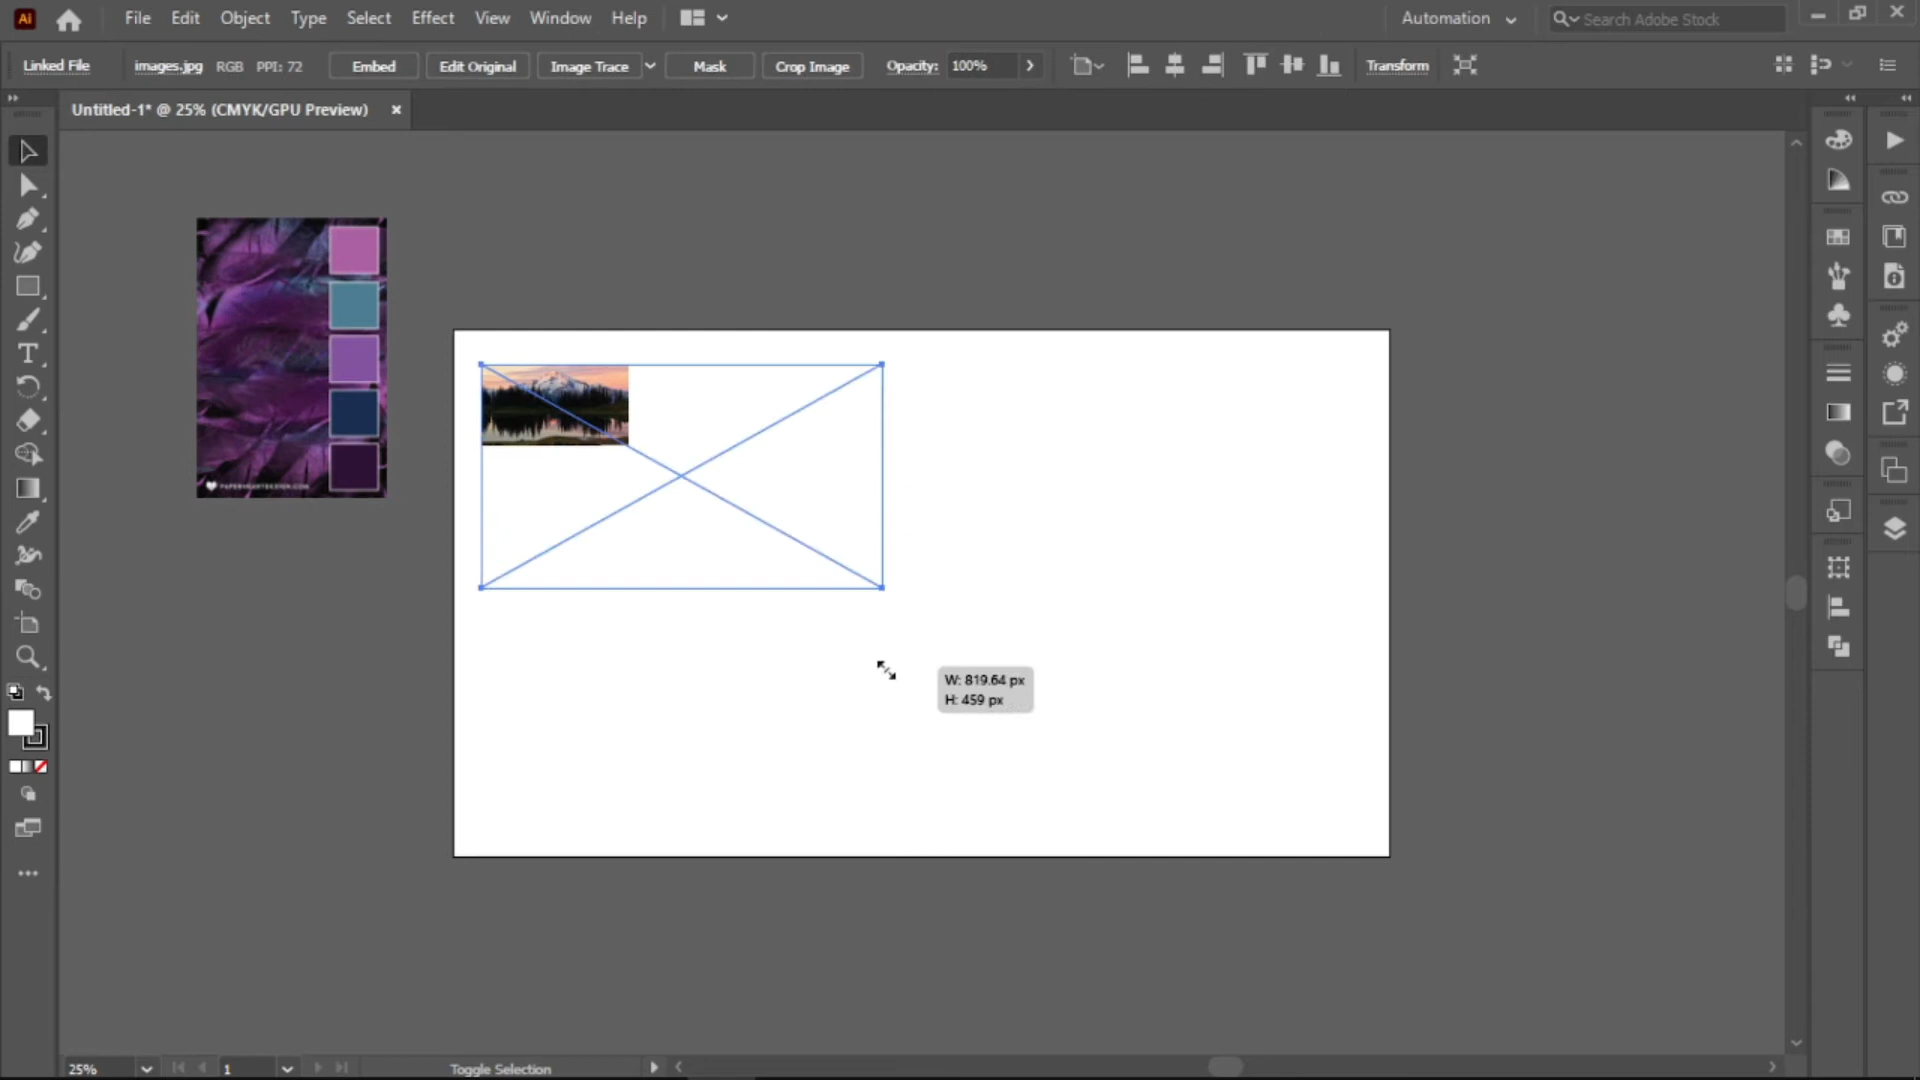 Ai
File Edit Object Type Select Effect View Window Help
Automation
Search Adobe Stock
Linked File
images.jpg
RGB
PPI: 72
Embed
Edit Original
Image Trace
Mask
Crop Image
Opacity:
100%
Transform
Untitled-1* @ 25% (CMYK/GPU Preview)
W: 819.64 px
H: 459 px
25%
1
Toggle Selection